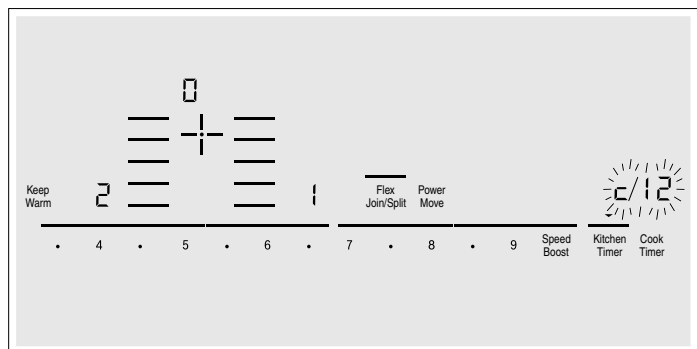 0
Keep
Warm
2
1
Flex
Join/Split
Power
Move
c/12
. 4 . 5 . 6 . 7 . 8 . 9
Speed
Boost
Kitchen
Timer
Cook
Timer